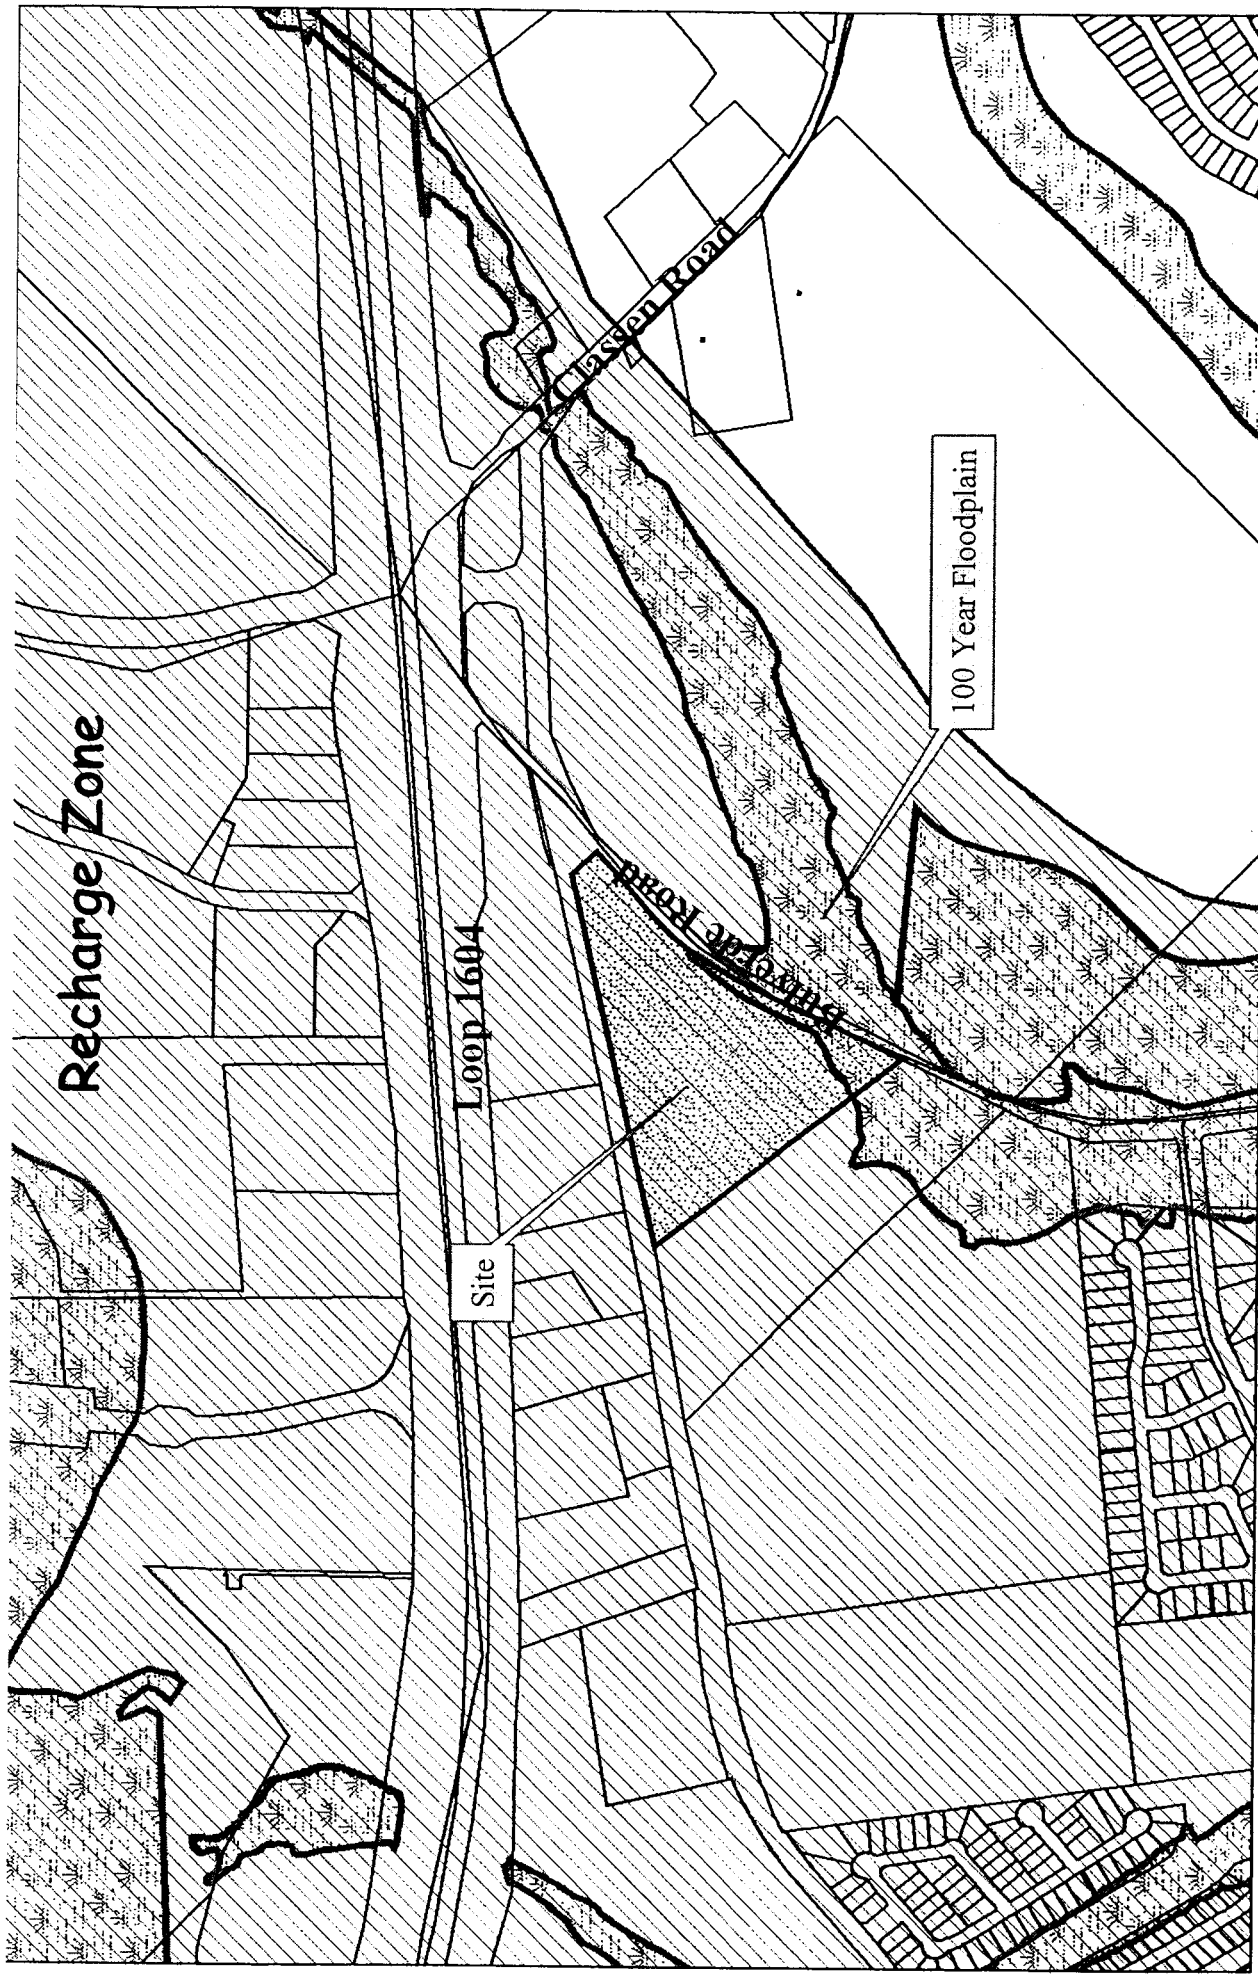 Recharge Zone
Loop 1604
Site
Classen Road
Bulverde Road
100 Year Floodplain